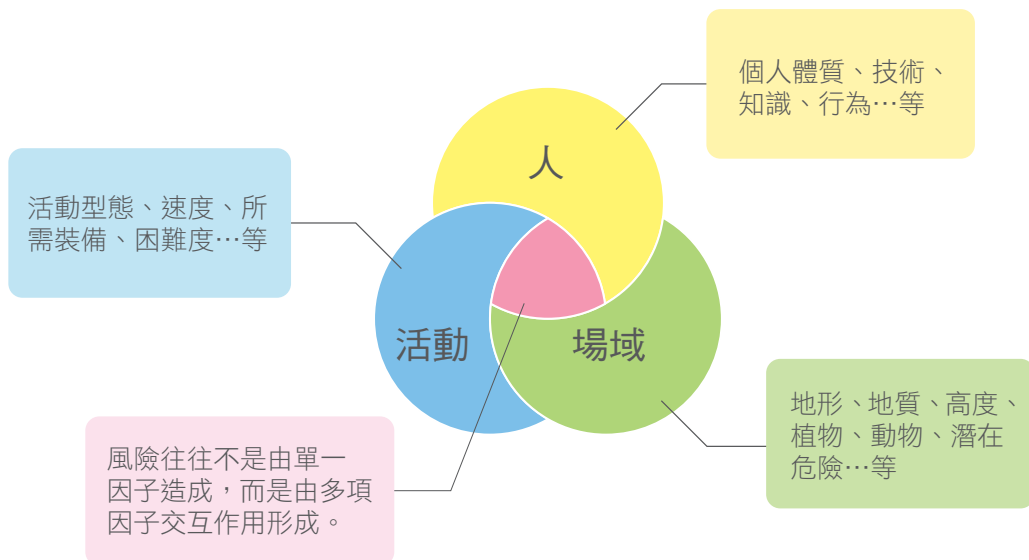 個人體質、技術、
知識、行為…等
人
活動型態、速度、所
需裝備、困難度…等
活動
場域
地形、地質、高度、
植物、動物、潛在
危險…等
風險往往不是由單一
因子造成，而是由多項
因子交互作用形成。